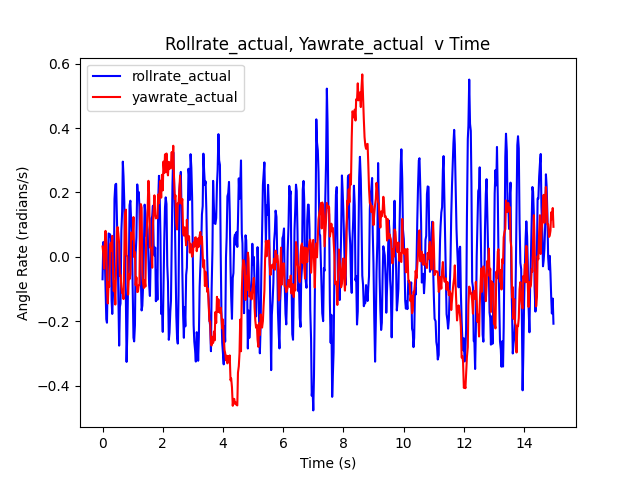 Rollrate_actual, Yawrate_actual  v Time
rollrate_actual
yawrate_actual
Angle Rate (radians/s)
0.6
0.4
0.2
0.0
−0.2
−0.4
0 2 4 6 8 10 12 14
Time (s)